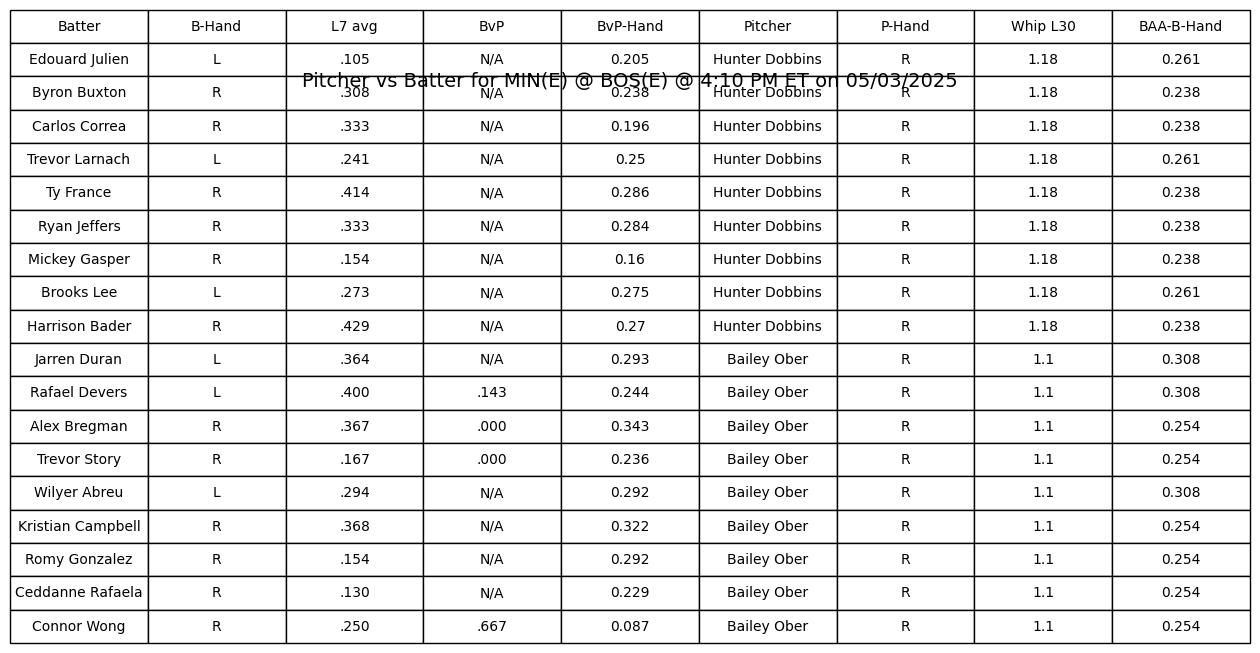 Batter B-Hand L7 avg BvP BvP-Hand Pitcher P-Hand Whip L30 BAA-B-Hand
Edouard Julien L .105 N/A 0.205 Hunter Dobbins R 1.18 0.261
Pitcher vs Batter for MIN(E) @ BOS(E) @ 4:10 PM ET on 05/03/2025
Byron Buxton R .308 N/A 0.238 Hunter Dobbins R 1.18 0.238
Carlos Correa R .333 N/A 0.196 Hunter Dobbins R 1.18 0.238
Trevor Larnach L .241 N/A 0.25 Hunter Dobbins R 1.18 0.261
Ty France R .414 N/A 0.286 Hunter Dobbins R 1.18 0.238
Ryan Jeffers R .333 N/A 0.284 Hunter Dobbins R 1.18 0.238
Mickey Gasper R .154 N/A 0.16 Hunter Dobbins R 1.18 0.238
Brooks Lee L .273 N/A 0.275 Hunter Dobbins R 1.18 0.261
Harrison Bader R .429 N/A 0.27 Hunter Dobbins R 1.18 0.238
Jarren Duran L .364 N/A 0.293 Bailey Ober R 1.1 0.308
Rafael Devers L .400 .143 0.244 Bailey Ober R 1.1 0.308
Alex Bregman R .367 .000 0.343 Bailey Ober R 1.1 0.254
Trevor Story R .167 .000 0.236 Bailey Ober R 1.1 0.254
Wilyer Abreu L .294 N/A 0.292 Bailey Ober R 1.1 0.308
Kristian Campbell R .368 N/A 0.322 Bailey Ober R 1.1 0.254
Romy Gonzalez R .154 N/A 0.292 Bailey Ober R 1.1 0.254
Ceddanne Rafaela R .130 N/A 0.229 Bailey Ober R 1.1 0.254
Connor Wong R .250 .667 0.087 Bailey Ober R 1.1 0.254